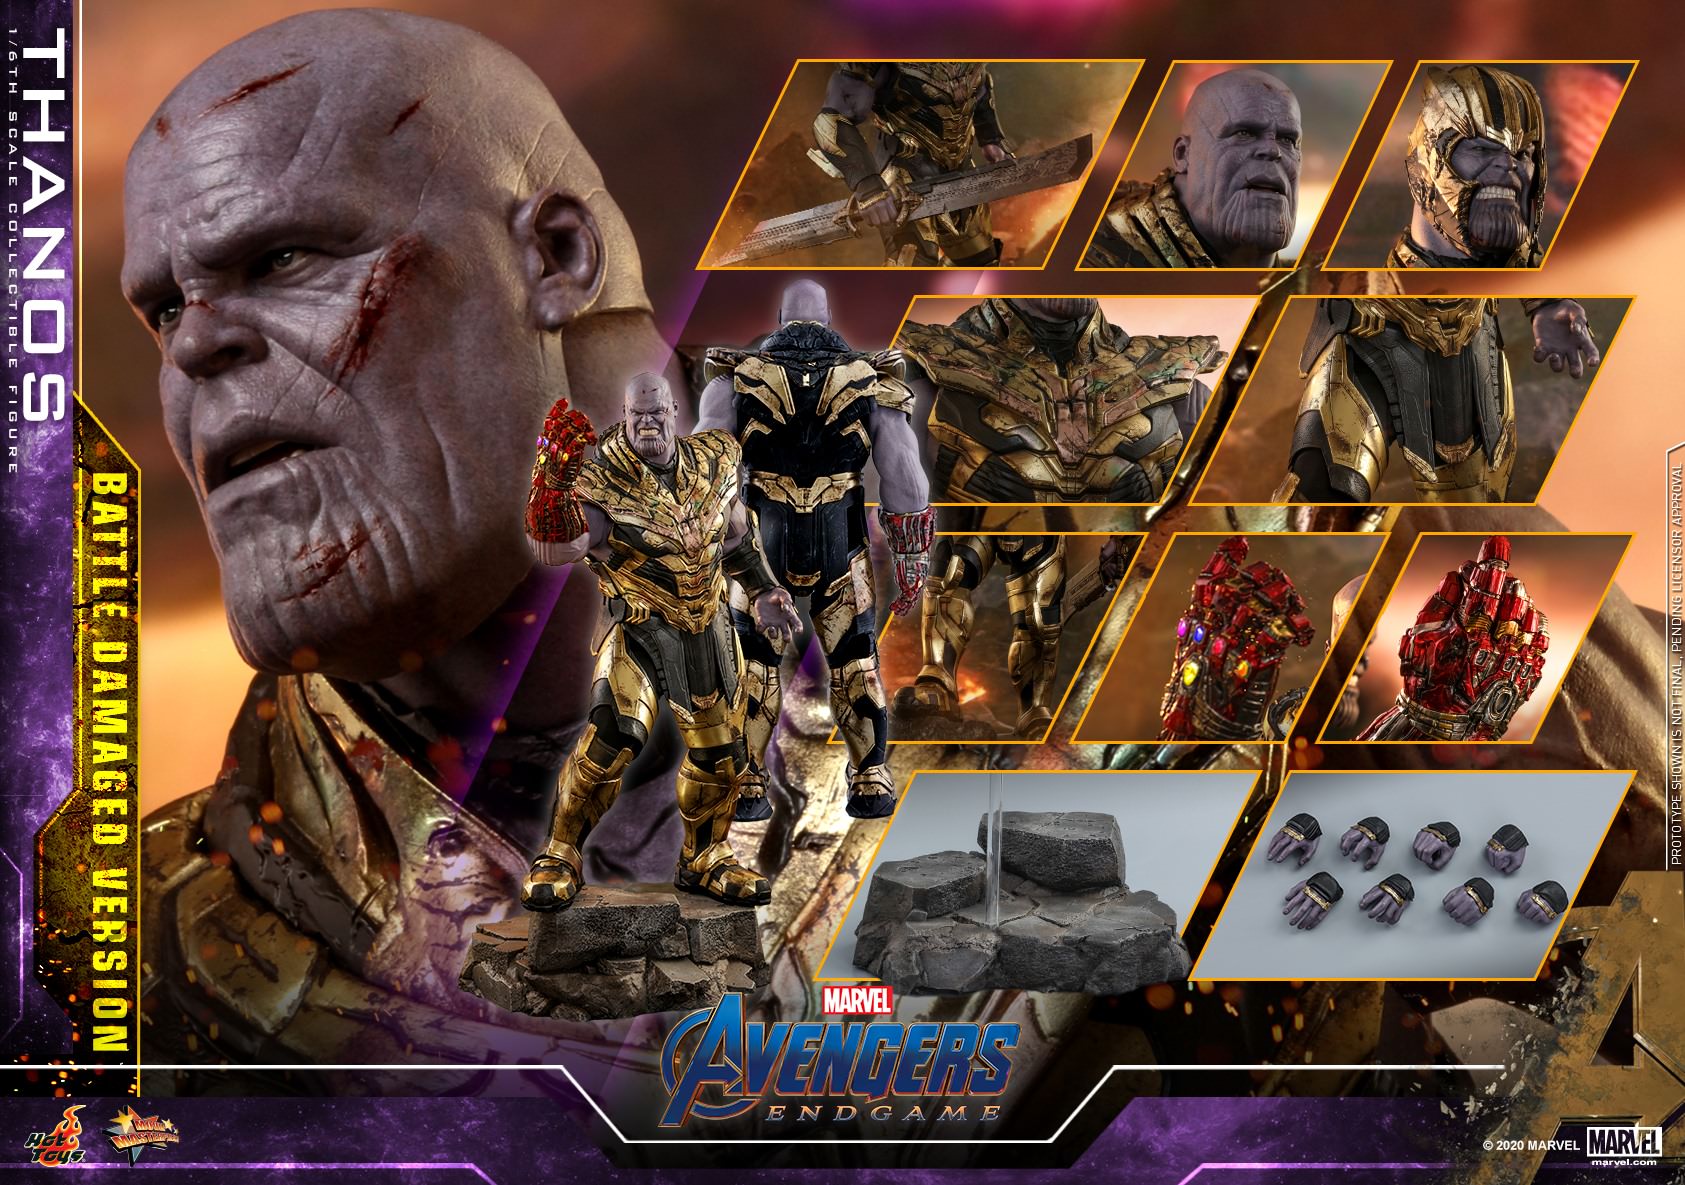 THANOS
1/6TH SCALE COLLECTIBLE FIGURE
BATTLE DAMAGED VERSION
PROTOTYPE SHOWN IS NOT FINAL, PENDING LICENSOR APPROVAL
MARVEL
AVENGERS
ENDGAME
Hot Toys
MOVIE MASTERPIECE
© 2020 MARVEL
MARVEL
marvel.com